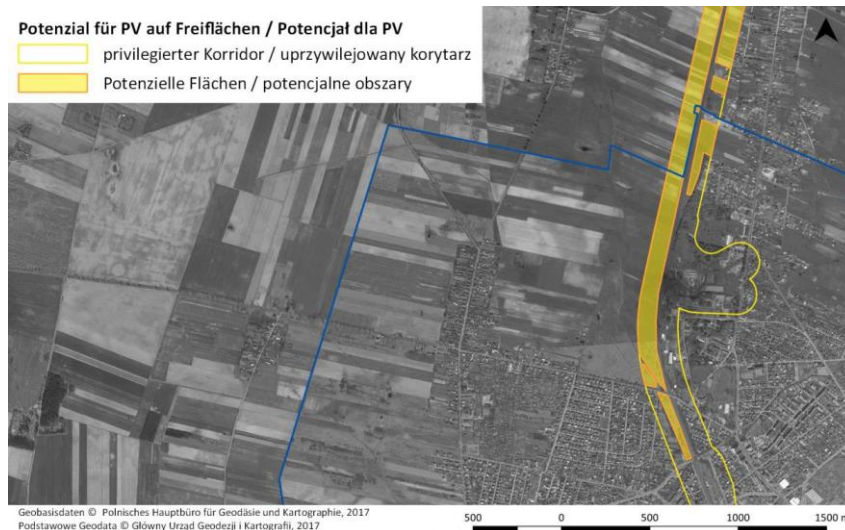 Potenzial für PV auf Freiflächen / Potencjał dla PV
privilegierter Korridor / uprzywilejowany korytarz
Potenzielle Flächen / potencjalne obszary
Geobasisdaten © Polnisches Hauptbüro für Geodäsie und Kartographie, 2017
Podstawowe Geodata © Główny Urząd Geodezji i Kartografii, 2017
500 0 500 1000 1500 m